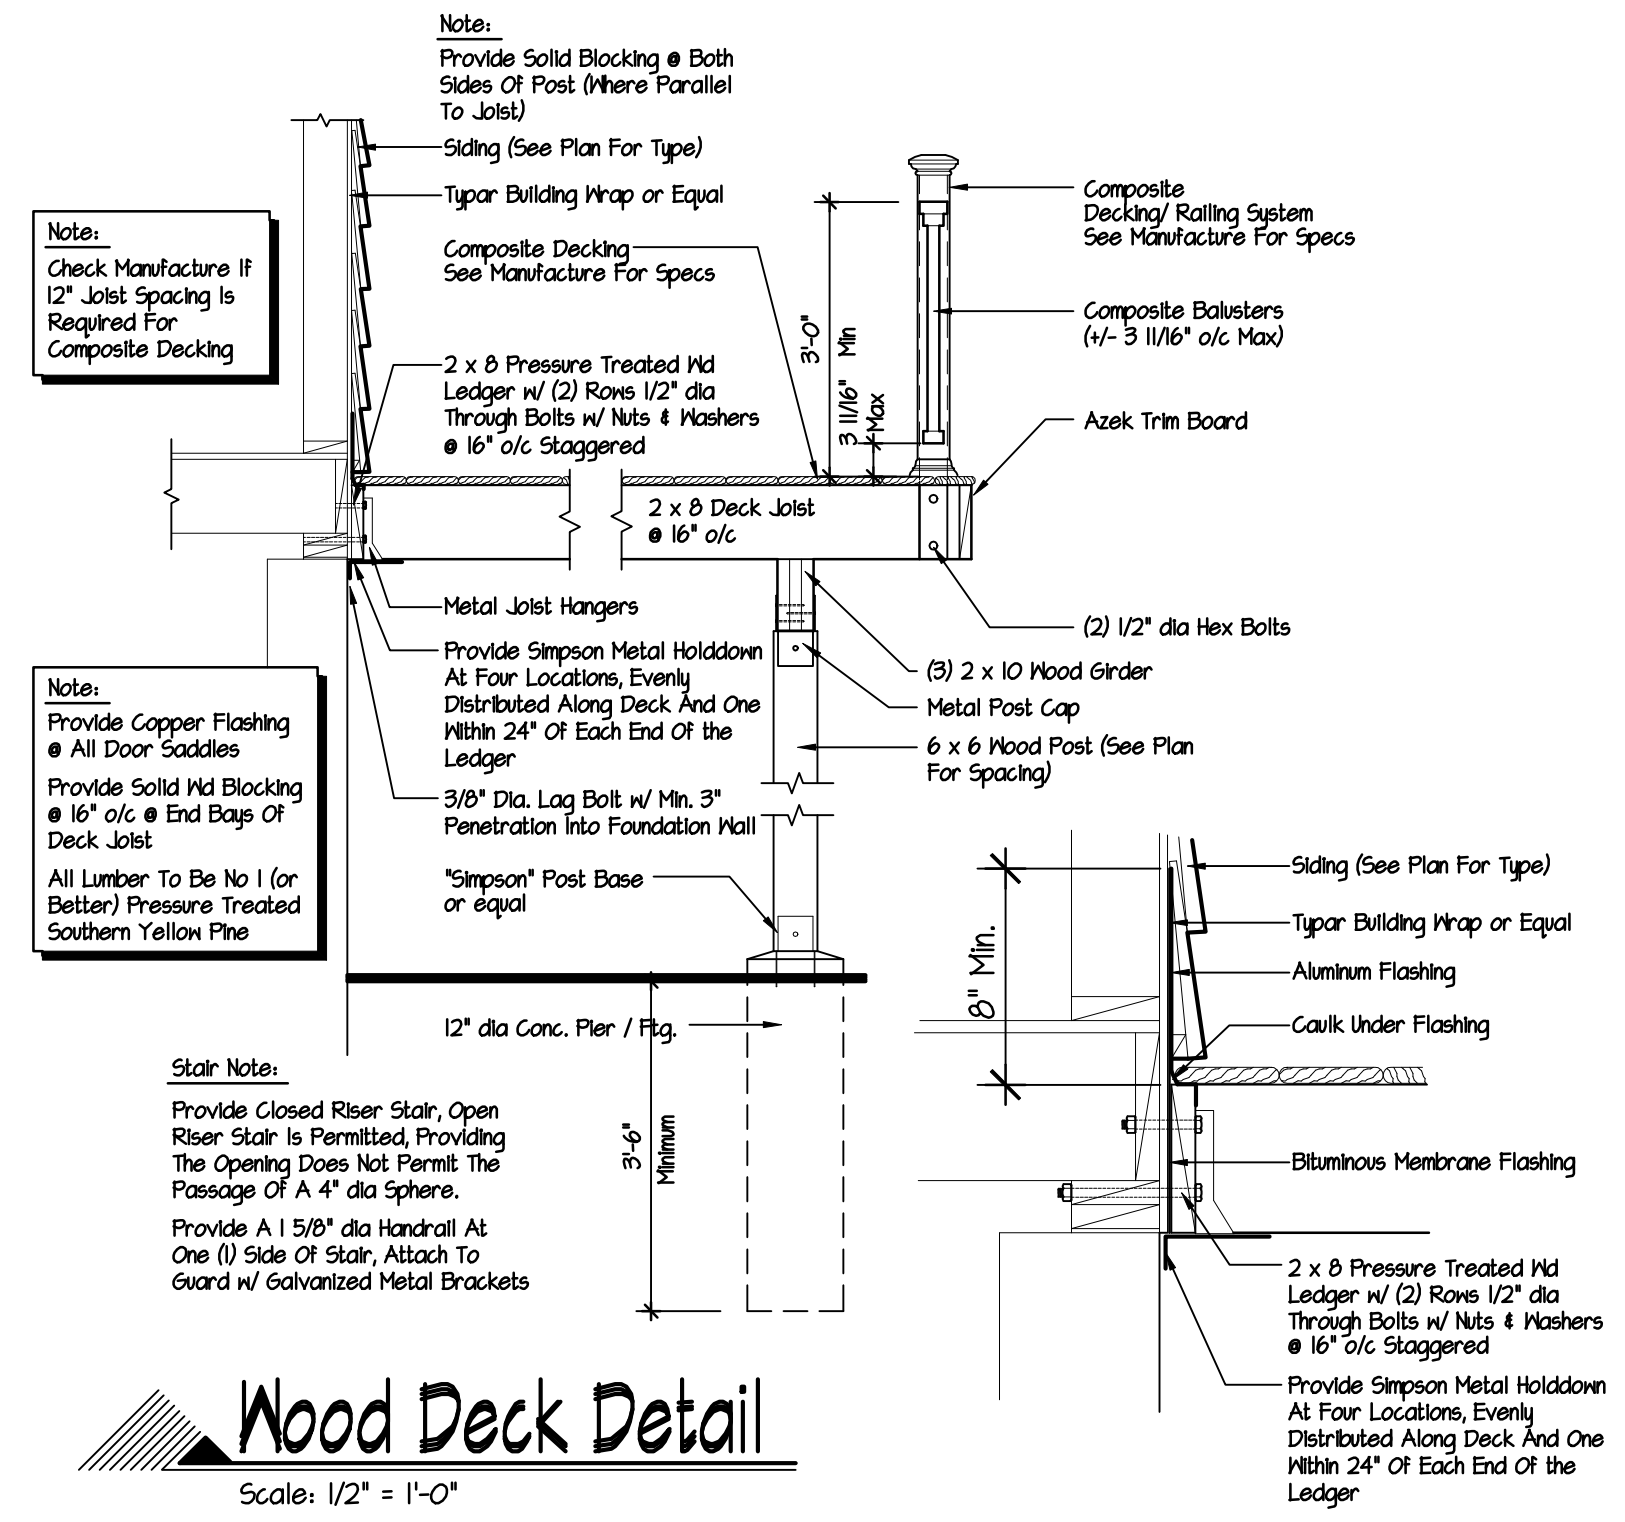 Note:
Provide Solid Blocking @ Both
Sides Of Post (Where Parallel
To Joist)
Siding (See Plan For Type)
Typar Building Wrap or Equal
Composite Decking
See Manufacture For Specs
2 x 8 Pressure Treated Wd
Ledger w/ (2) Rows 1/2" dia
Through Bolts w/ Nuts & Washers
@ 16" o/c Staggered
Note:
Check Manufacture If
12" Joist Spacing Is
Required For
Composite Decking
3'-0"
Min
3 11/16"
Max
Composite
Decking/ Railing System
See Manufacture For Specs
Composite Balusters
(+/- 3 11/16" o/c Max)
Azek Trim Board
2 x 8 Deck Joist
@ 16" o/c
(2) 1/2" dia Hex Bolts
(3) 2 x 10 Wood Girder
Metal Post Cap
6 x 6 Wood Post (See Plan
For Spacing)
Metal Joist Hangers
Provide Simpson Metal Holddown
At Four Locations, Evenly
Distributed Along Deck And One
Within 24" Of Each End Of the
Ledger
3/8" Dia. Lag Bolt w/ Min. 3"
Penetration Into Foundation Wall
"Simpson" Post Base
or equal
Note:
Provide Copper Flashing
@ All Door Saddles
Provide Solid Wd Blocking
@ 16" o/c @ End Bays Of
Deck Joist
All Lumber To Be No 1 (or
Better) Pressure Treated
Southern Yellow Pine
12" dia Conc. Pier / Ftg.
3'-6"
Minimum
Stair Note:
Provide Closed Riser Stair, Open
Riser Stair Is Permitted, Providing
The Opening Does Not Permit The
Passage Of A 4" dia Sphere.
Provide A 1 5/8" dia Handrail At
One (1) Side Of Stair, Attach To
Guard w/ Galvanized Metal Brackets
8" Min.
Siding (See Plan For Type)
Typar Building Wrap or Equal
Aluminum Flashing
Caulk Under Flashing
Bituminous Membrane Flashing
2 x 8 Pressure Treated Wd
Ledger w/ (2) Rows 1/2" dia
Through Bolts w/ Nuts & Washers
@ 16" o/c Staggered
Provide Simpson Metal Holddown
At Four Locations, Evenly
Distributed Along Deck And One
Within 24" Of Each End Of the
Ledger
Wood Deck Detail
Scale: 1/2" = 1'-0"